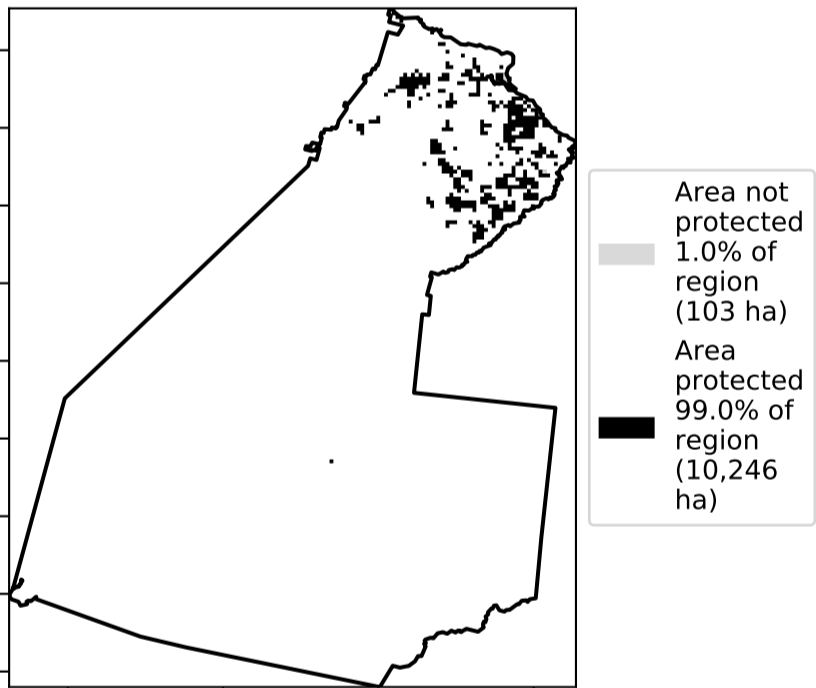 Area not
protected
1.0% of
region
(103 ha)
Area
protected
99.0% of
region
(10,246
ha)